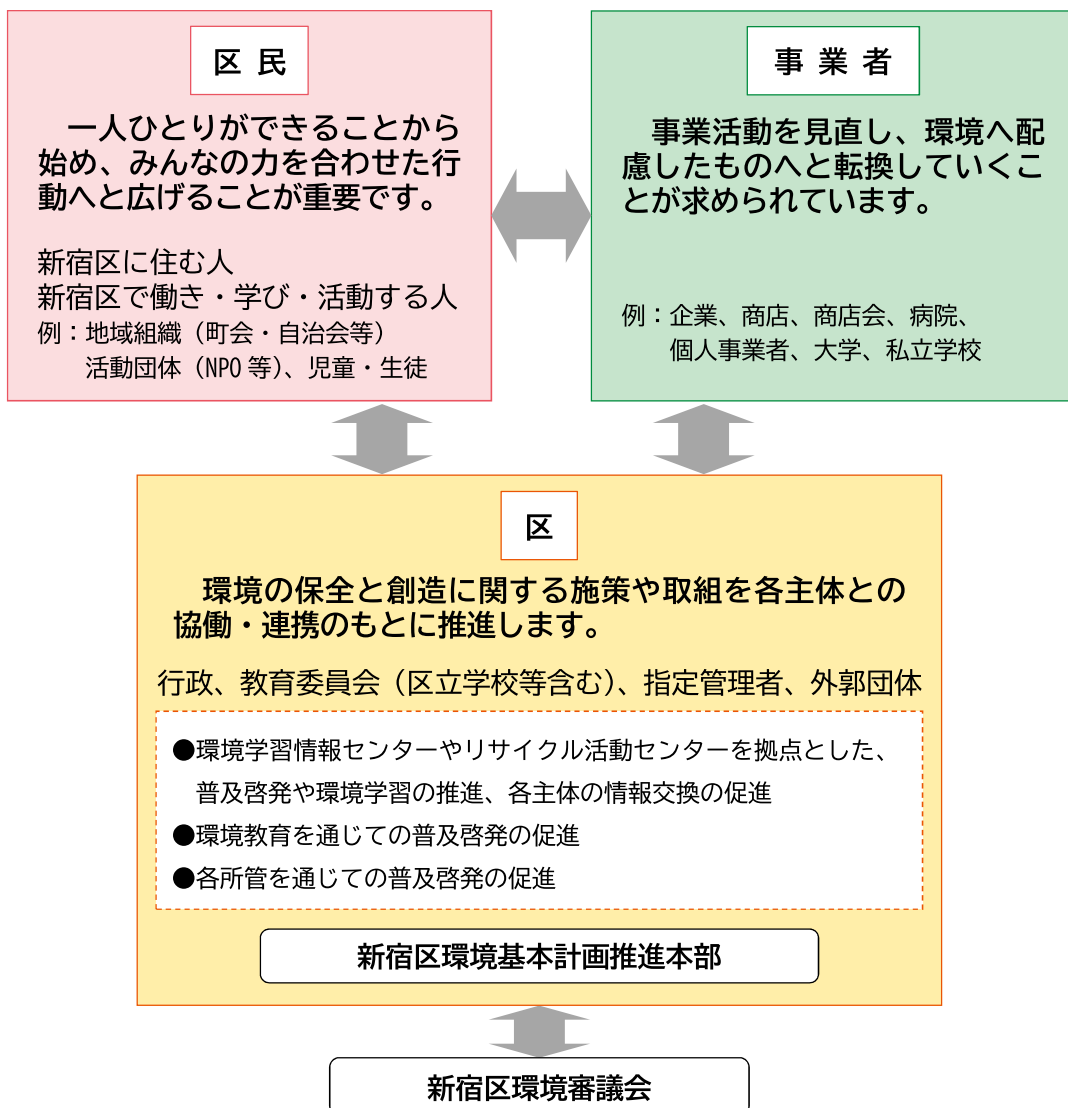 区民
一人ひとりができることから
始め、みんなの力を合わせた行
動へと広げることが重要です。
新宿区に住む人
新宿区で働き・学び・活動する人
例：地域組織（町会・自治会等）
活動団体（NPO等）、児童・生徒
事業者
事業活動を見直し、環境へ配
慮したものへと転換していくこ
とが求められています。
例：企業、商店、商店会、病院、
個人事業者、大学、私立学校
区
環境の保全と創造に関する施策や取組を各主体との
協働・連携のもとに推進します。
行政、教育委員会（区立学校等含む）、指定管理者、外郭団体
●環境学習情報センターやリサイクル活動センターを拠点とした、
普及啓発や環境学習の推進、各主体の情報交換の促進
●環境教育を通じての普及啓発の促進
●各所管を通じての普及啓発の促進
新宿区環境基本計画推進本部
新宿区環境審議会